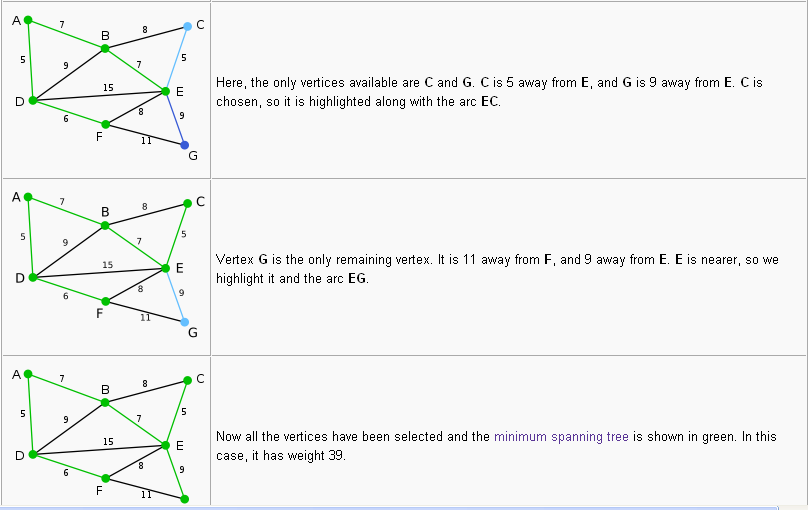 A
7
B
8
C
5
9
7
5
15
E
D
6
8
9
F
11
G
Here, the only vertices available are C and G. C is 5 away from E, and G is 9 away from E. C is
chosen, so it is highlighted along with the arc EC.
A
7
B
8
C
5
9
7
5
15
E
D
6
8
9
F
11
G
Vertex G is the only remaining vertex. It is 11 away from F, and 9 away from E. E is nearer, so we
highlight it and the arc EG.
A
7
B
8
C
5
9
7
5
15
E
D
6
8
9
F
11
Now all the vertices have been selected and the minimum spanning tree is shown in green. In this
case, it has weight 39.